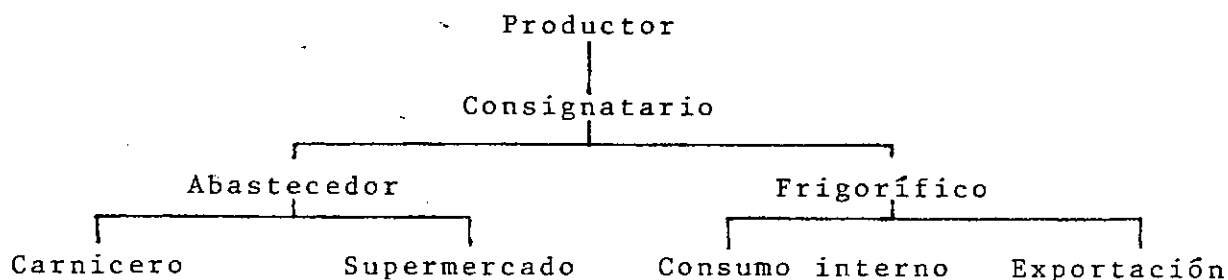 Productor
Consignatario
Abastecedor Frigorífico
Carnicero Supermercado Consumo interno Exportación